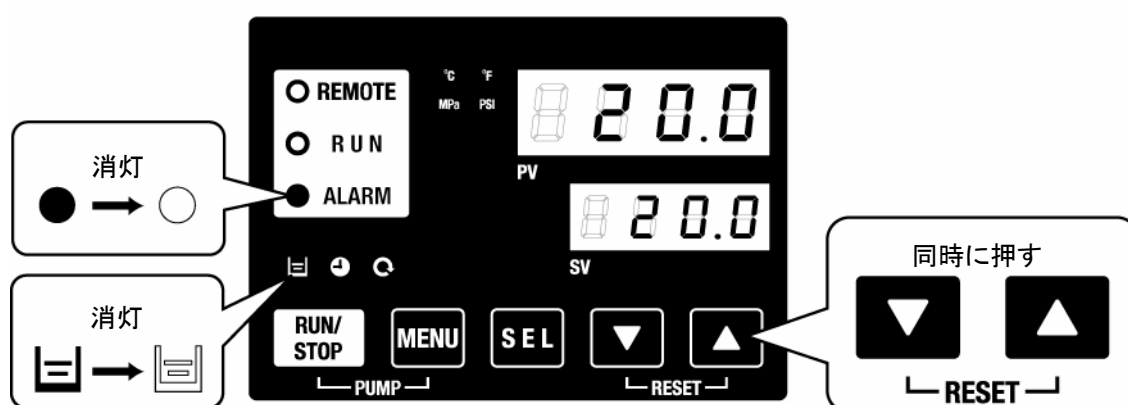 REMOTE
RUN
ALARM
°C °F
MPa PSI
20.0
PV
20.0
SV
消灯
消灯
RUN/
STOP
MENU
SEL
PUMP
RESET
同時に押す
RESET